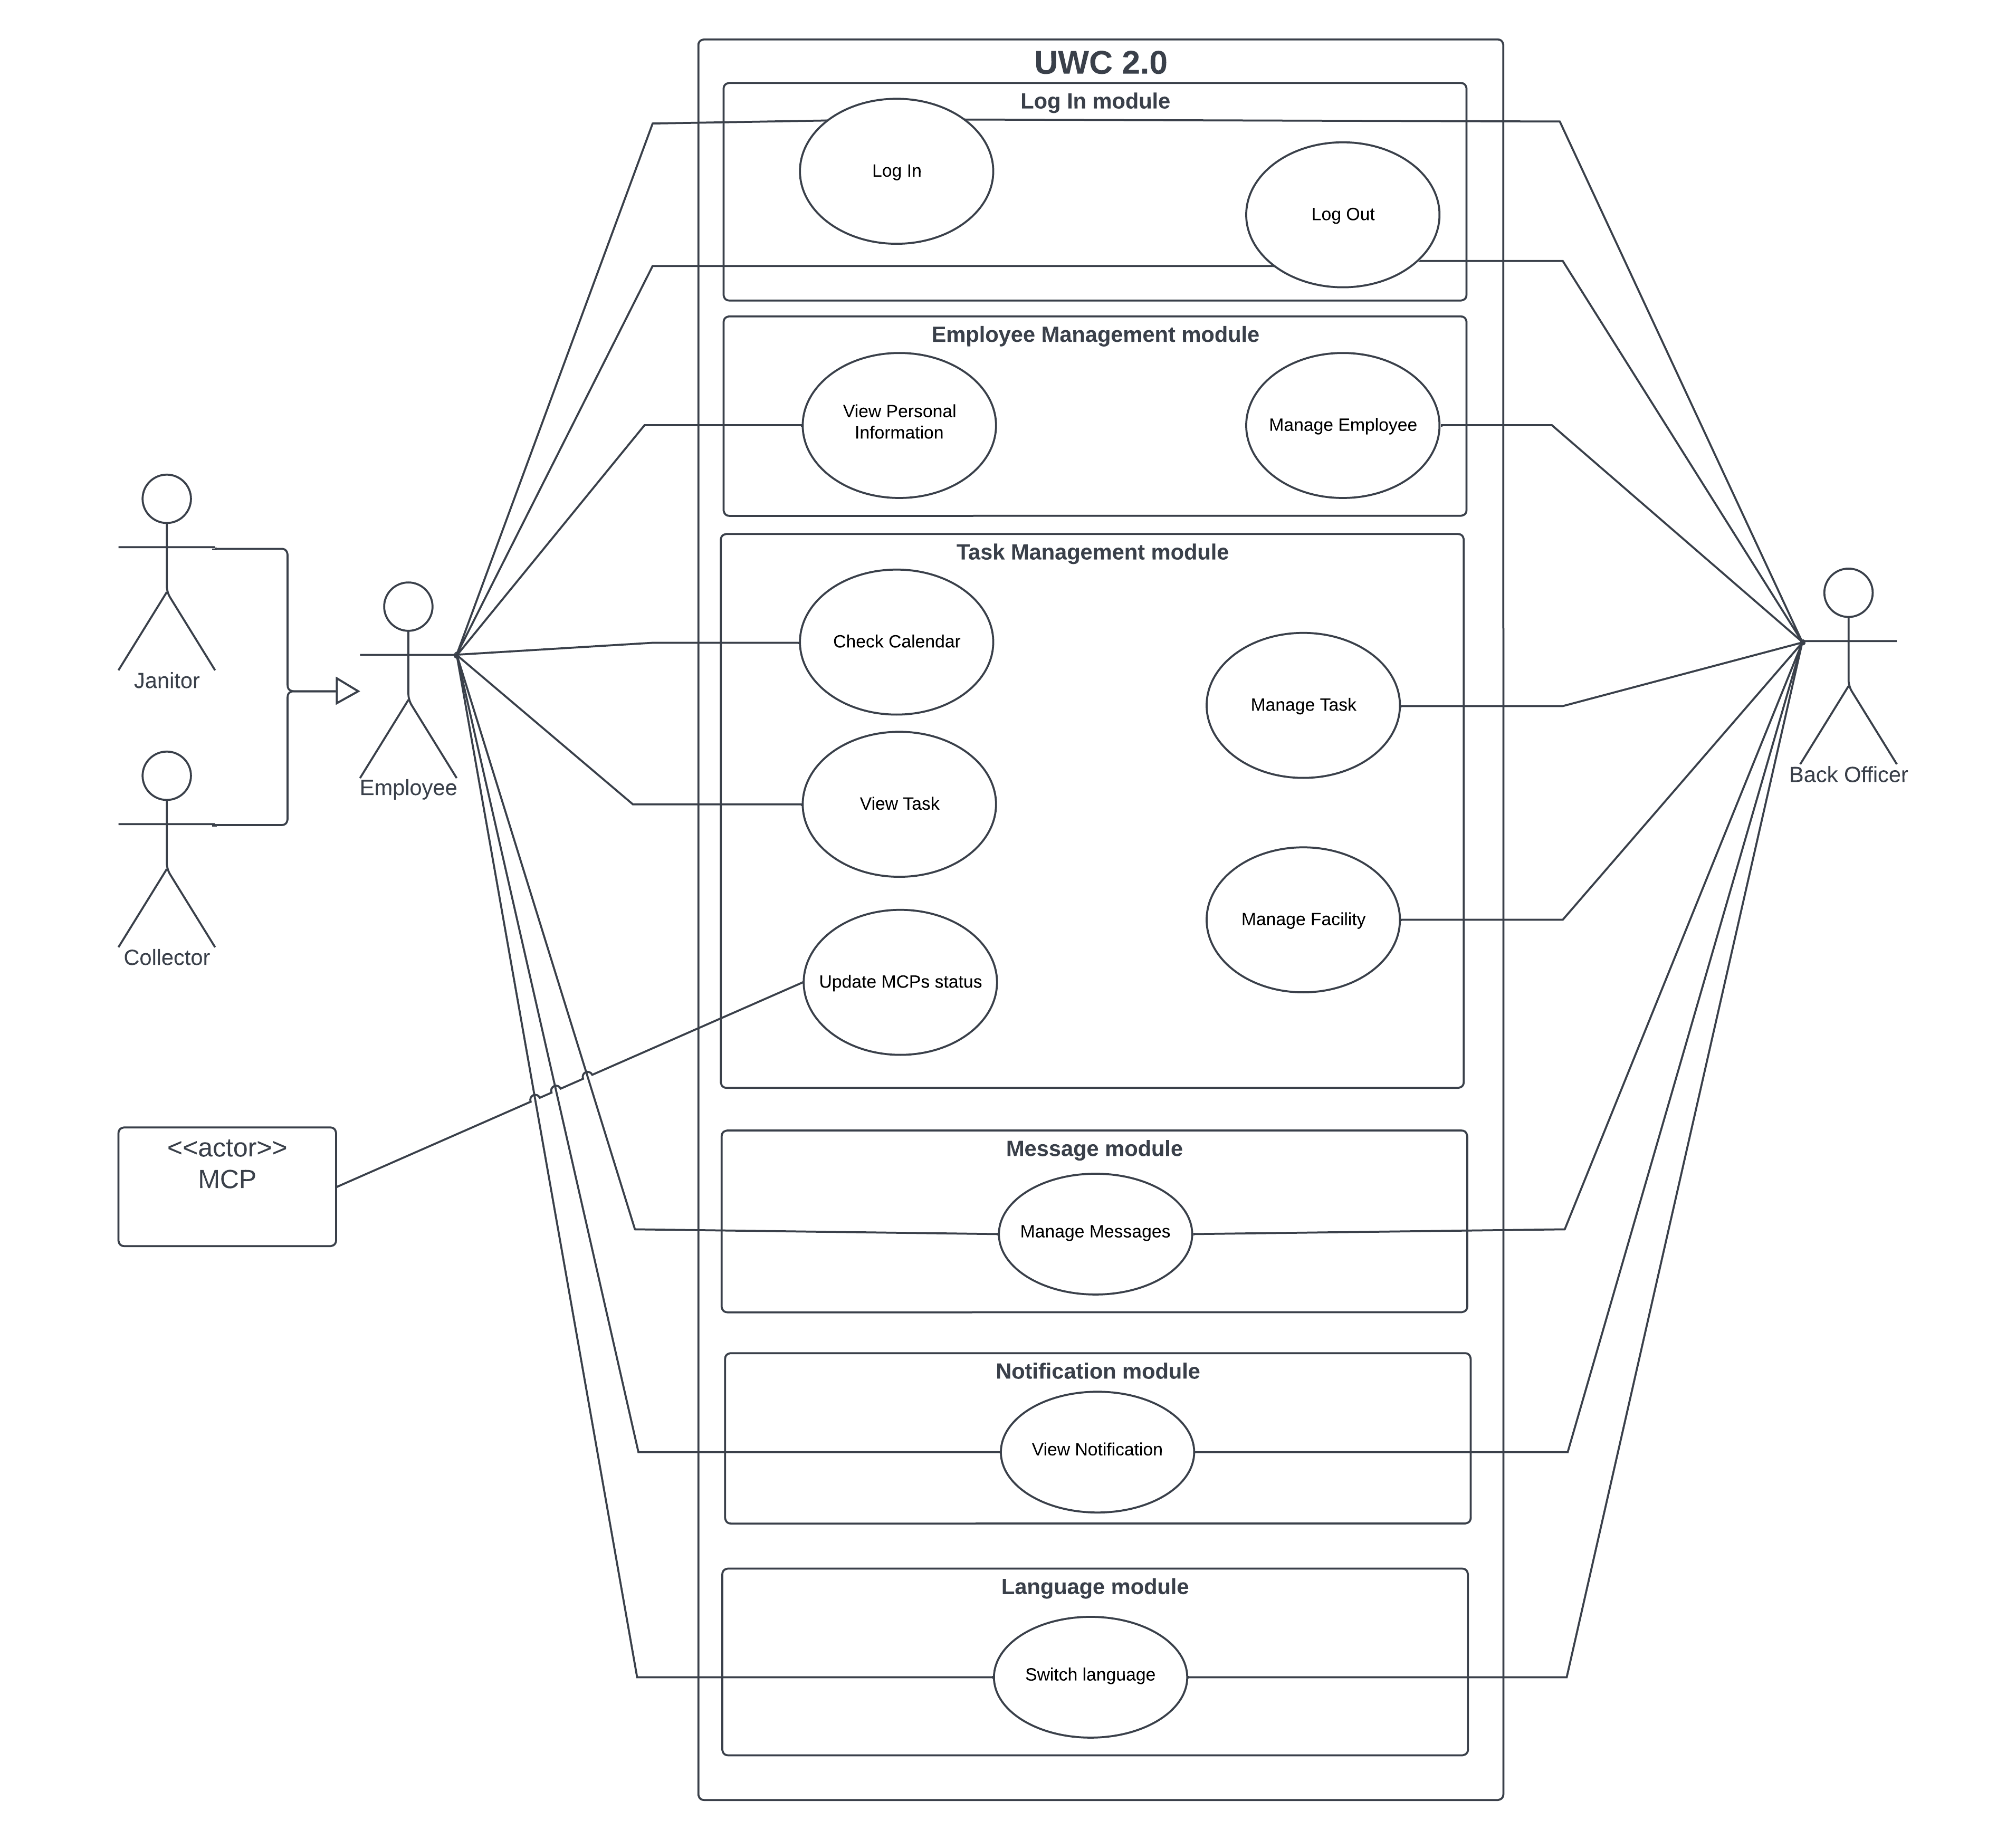 UWC 2.0
Log In module
Log In
Log Out
Employee Management module
View Personal
Information
Manage Employee
Task Management module
Check Calendar
Manage Task
View Task
Manage Facility
Update MCPs status
Janitor
Employee
Collector
Back Officer
<<actor>>
MCP
Message module
Manage Messages
Notification module
View Notification
Language module
Switch language